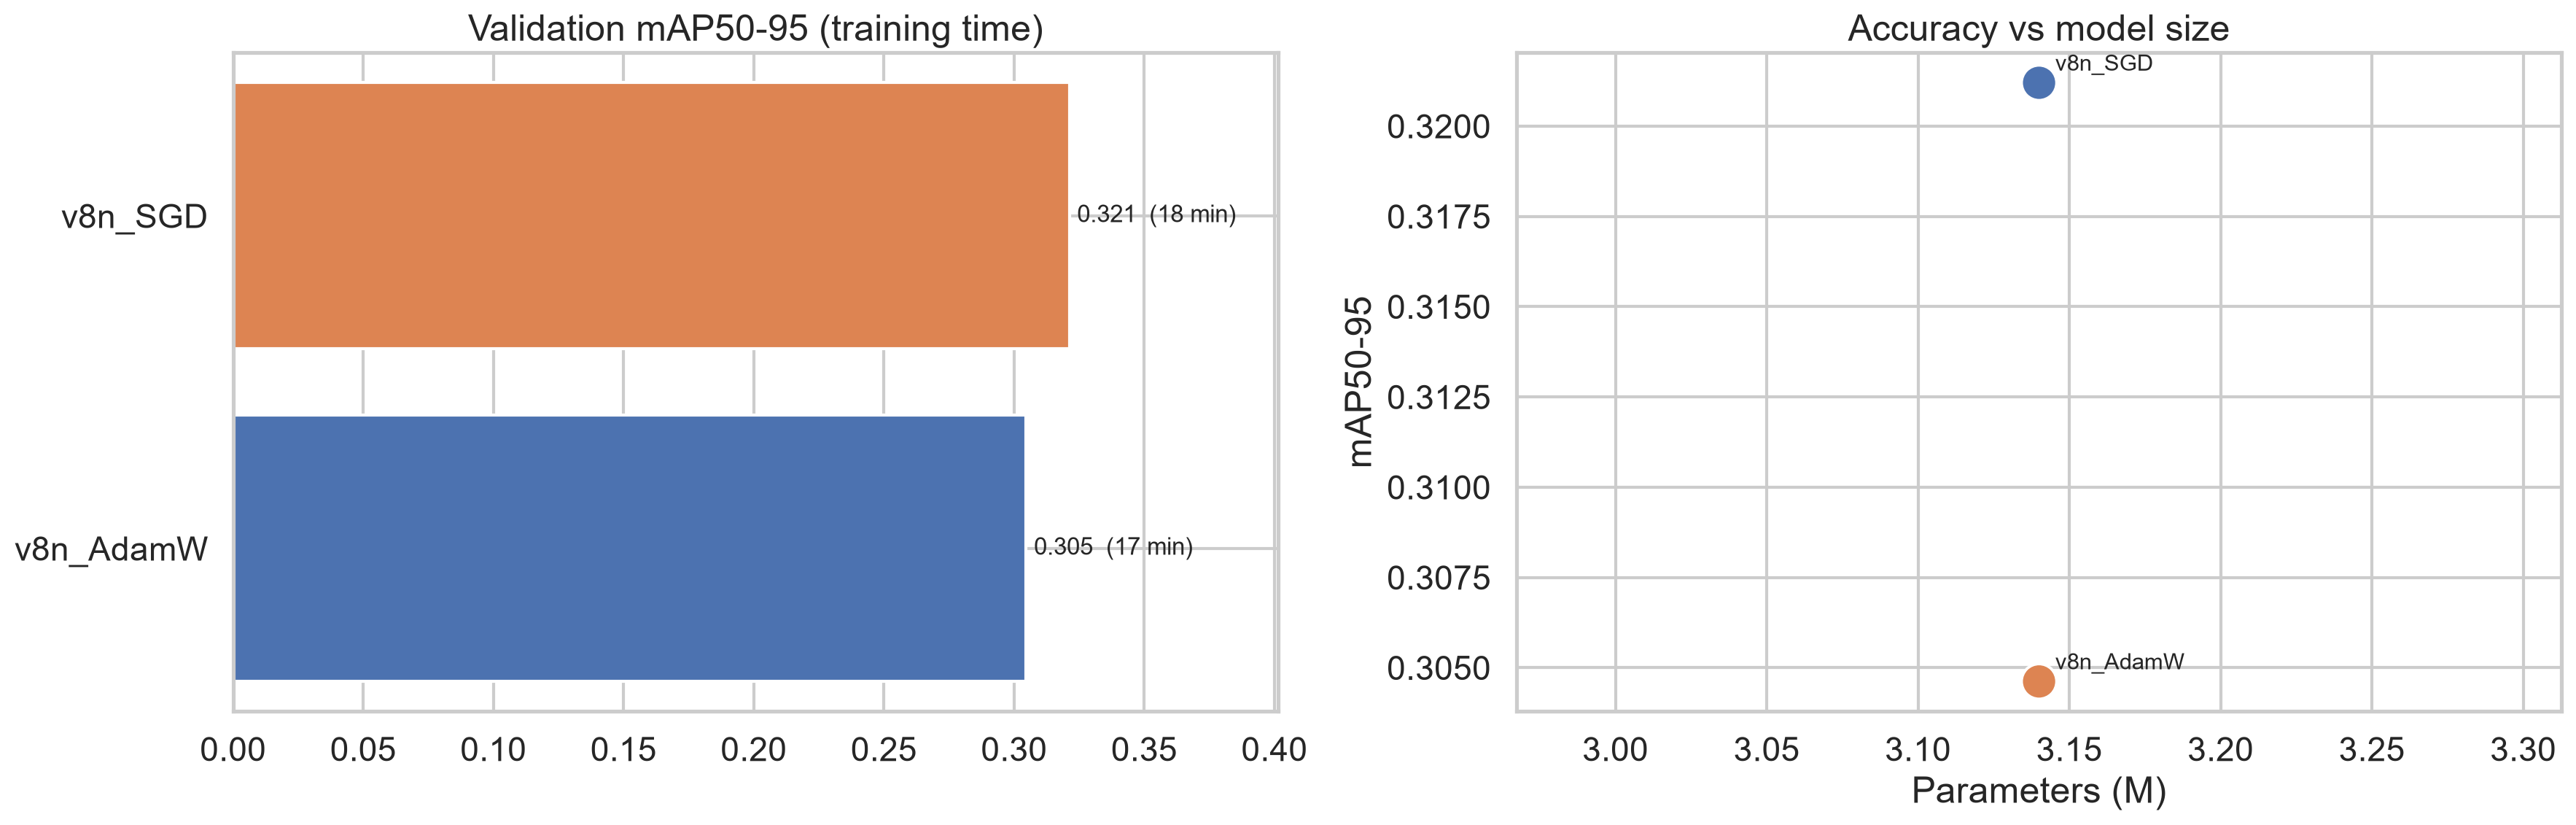 Validation mAP50-95 (training time)
v8n_SGD
0.321  (18 min)
v8n_AdamW
0.305  (17 min)
0.00 0.05 0.10 0.15 0.20 0.25 0.30 0.35 0.40
Accuracy vs model size
mAP50-95
0.3200
0.3175
0.3150
0.3125
0.3100
0.3075
0.3050
v8n_SGD
v8n_AdamW
3.00 3.05 3.10 3.15 3.20 3.25 3.30
Parameters (M)